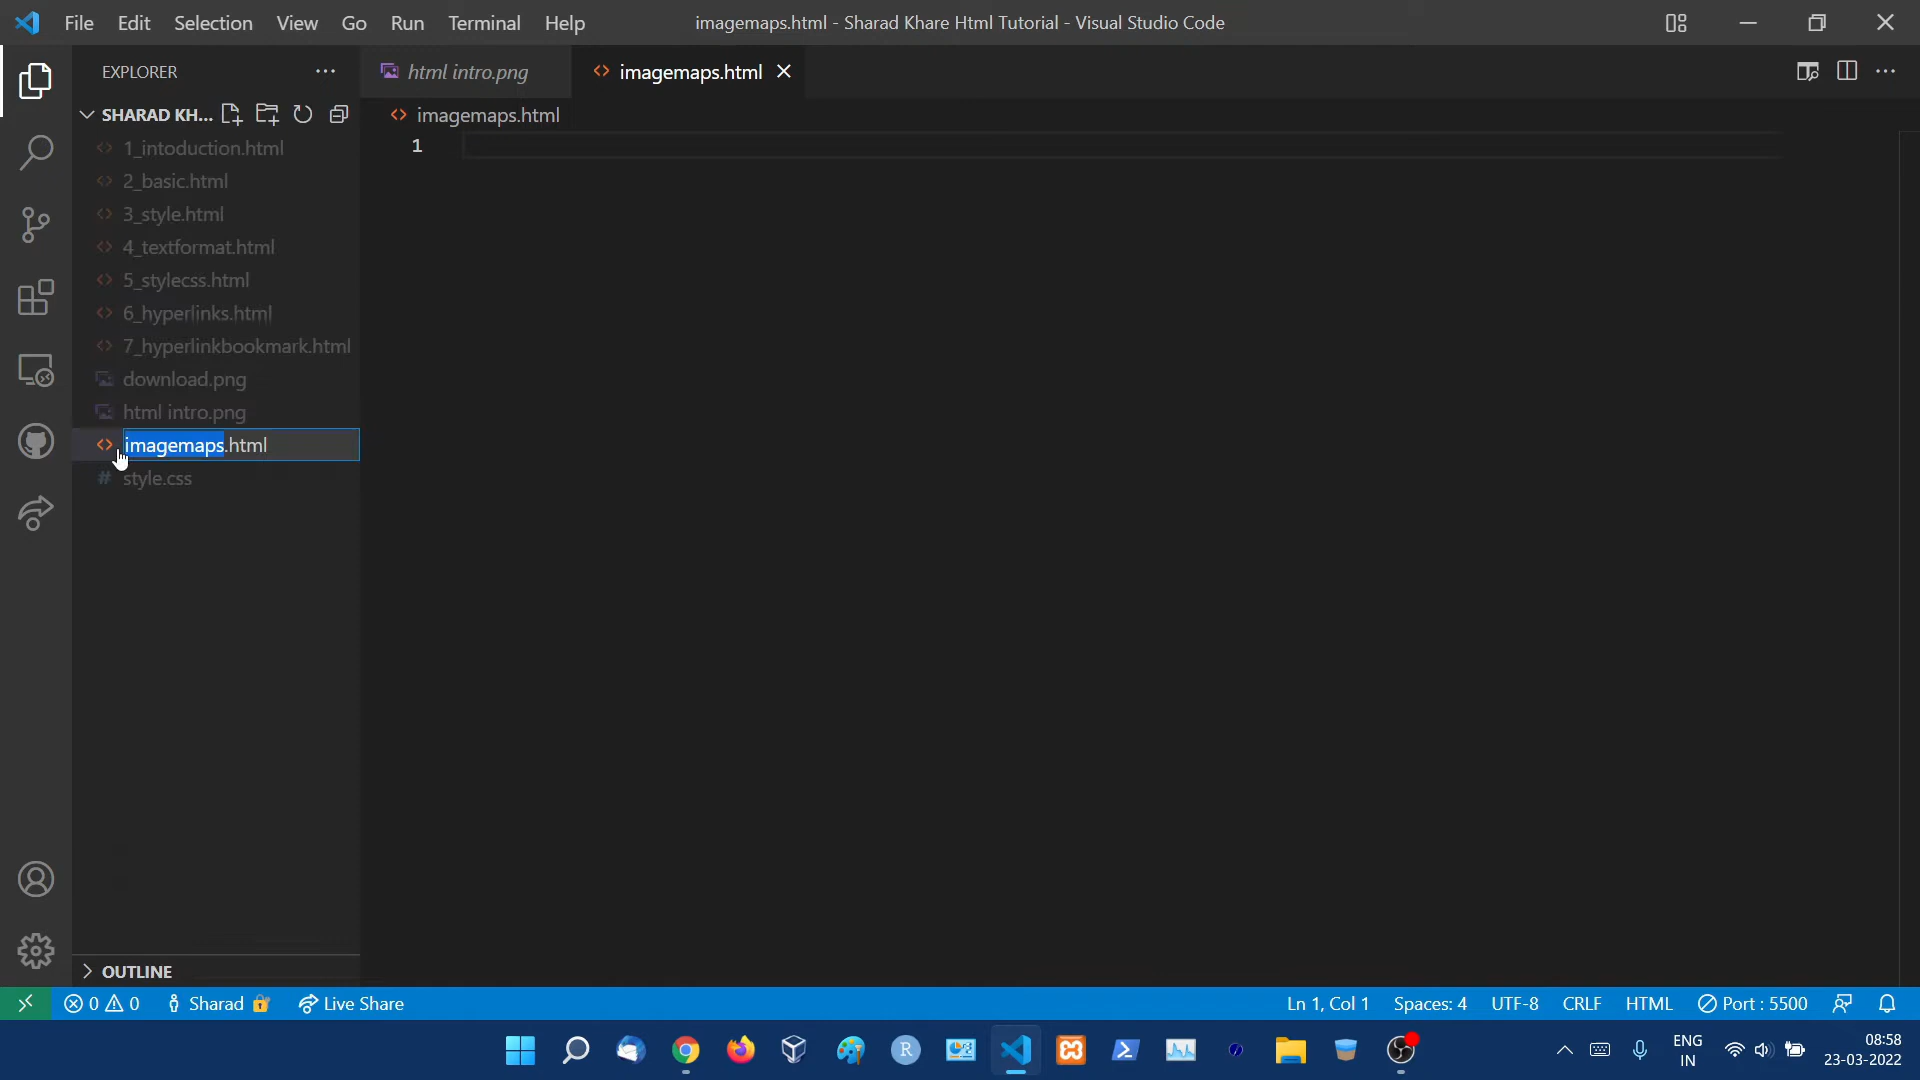 File Edit Selection View Go Run Terminal Help
imagemaps.html - Sharad Khare Html Tutorial - Visual Studio Code
EXPLORER
SHARAD KH...
1_intoduction.html
2_basic.html
3_style.html
4_textformat.html
5_stylecss.html
6_hyperlinks.html
7_hyperlinkbookmark.html
download.png
html intro.png
imagemaps.html
# style.css
OUTLINE
html intro.png
imagemaps.html
imagemaps.html
1
0 0 Sharad Live Share
Ln 1, Col 1 Spaces: 4 UTF-8 CRLF HTML Port : 5500
R
ENG
IN
08:58
23-03-2022